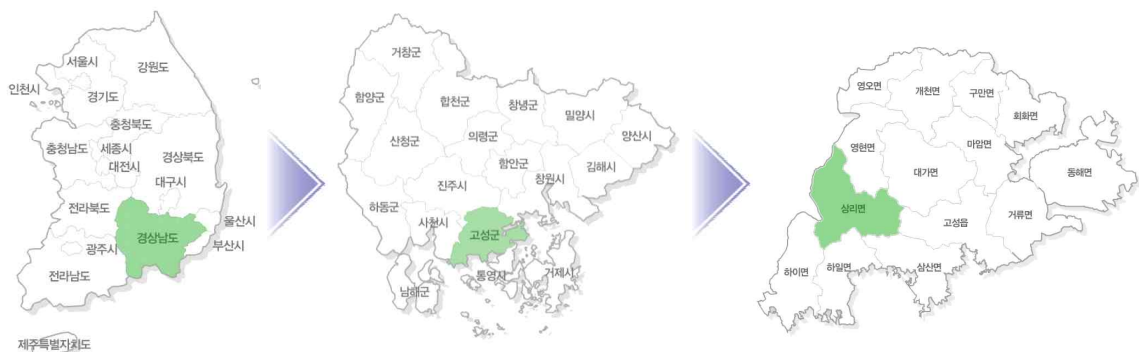 서울시
강원도
인천시
경기도
충청북도
충청남도
세종시
대전시
경상북도
대구시
전라북도
울산시
경상남도
부산시
광주시
전라남도
제주특별자치도
거창군
함양군
합천군
창녕군
밀양시
산청군
의령군
양산시
함안군
김해시
진주시
창원시
하동군
사천시
고성군
통영시
거제시
남해군
영오면
개천면
구만면
회화면
영현면
마암면
대가면
동해면
상리면
고성읍
거류면
하이면
하일면
삼산면